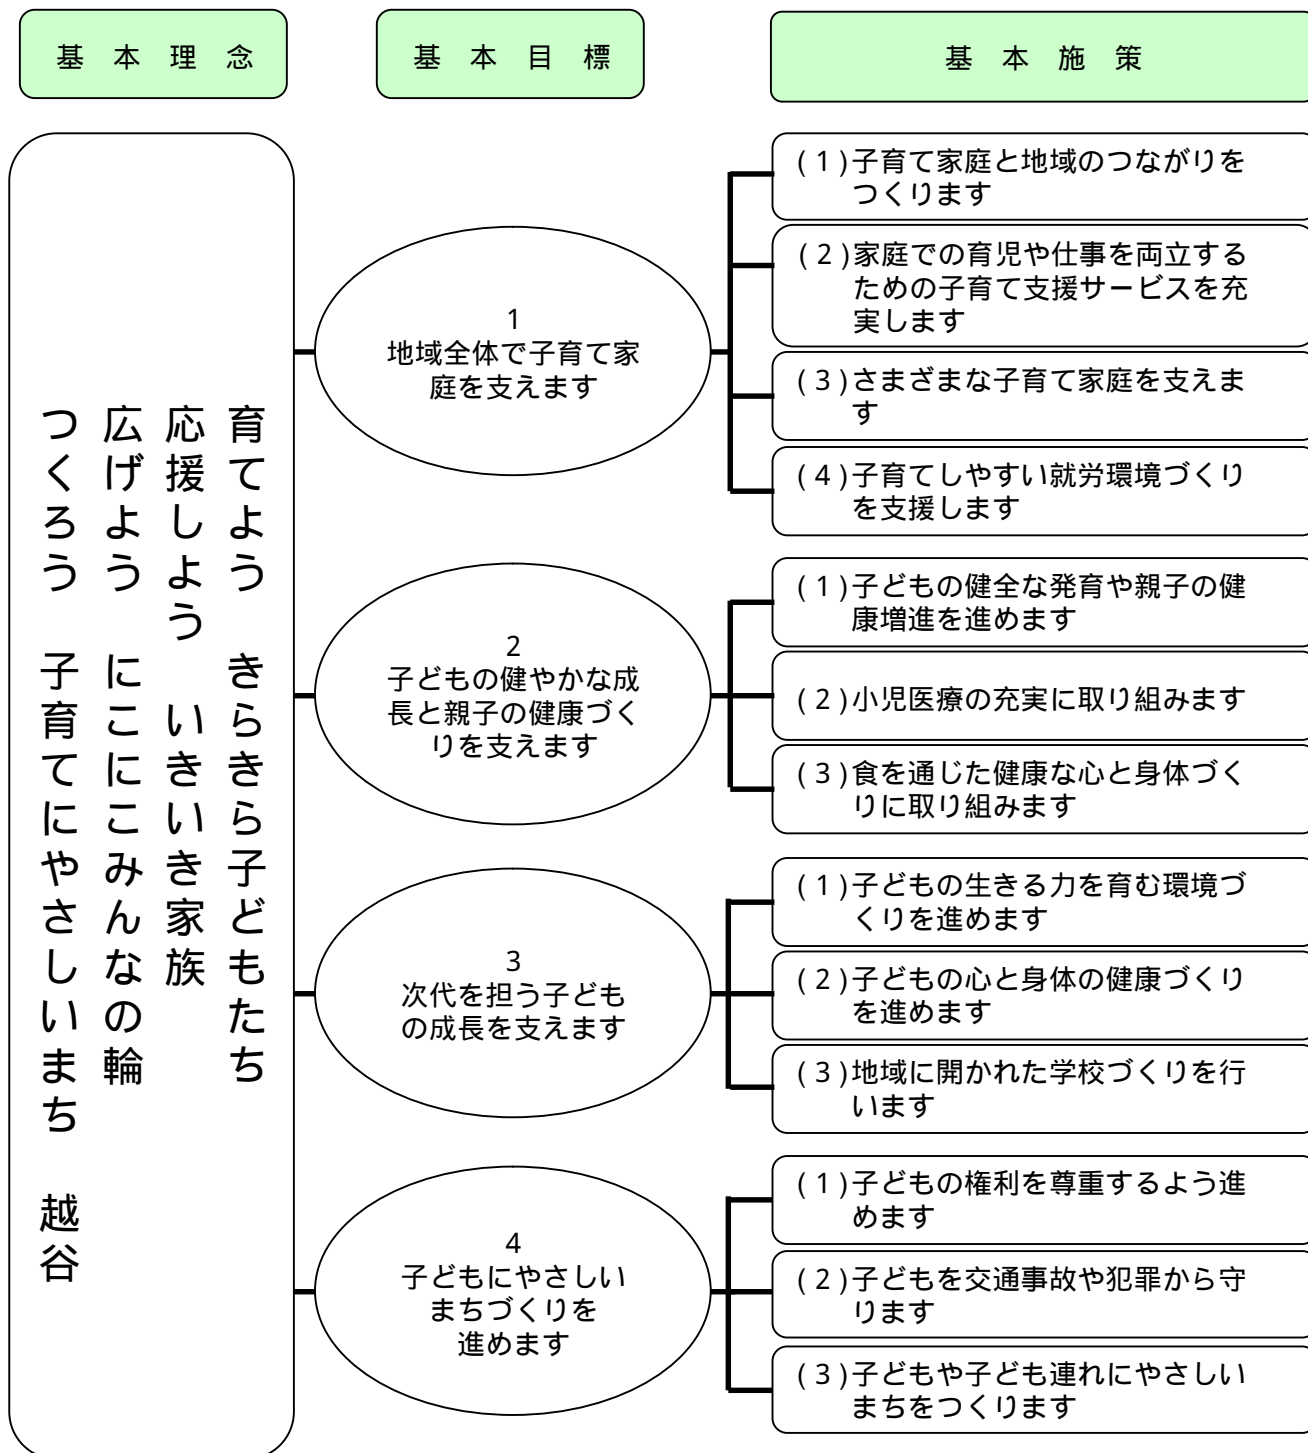 基本理念
基本目標
基本施策
育てよう　きらきら子どもたち
応援しよう　いきいき家族
広げよう　にこにこみんなの輪
つくろう　子育てにやさしいまち　越谷
1
地域全体で子育て家
庭を支えます
(1)子育て家庭と地域のつながりを
つくります
(2)家庭での育児や仕事を両立する
ための子育て支援サービスを充
実します
(3)さまざまな子育て家庭を支えま
す
(4)子育てしやすい就労環境づくり
を支援します
2
子どもの健やかな成
長と親子の健康づく
りを支えます
(1)子どもの健全な発育や親子の健
康増進を進めます
(2)小児医療の充実に取り組みます
(3)食を通じた健康な心と身体づく
りに取り組みます
3
次代を担う子ども
の成長を支えます
(1)子どもの生きる力を育む環境づ
くりを進めます
(2)子どもの心と身体の健康づくり
を進めます
(3)地域に開かれた学校づくりを行
います
4
子どもにやさしい
まちづくりを
進めます
(1)子どもの権利を尊重するよう進
めます
(2)子どもを交通事故や犯罪から守
ります
(3)子どもや子ども連れにやさしい
まちをつくります